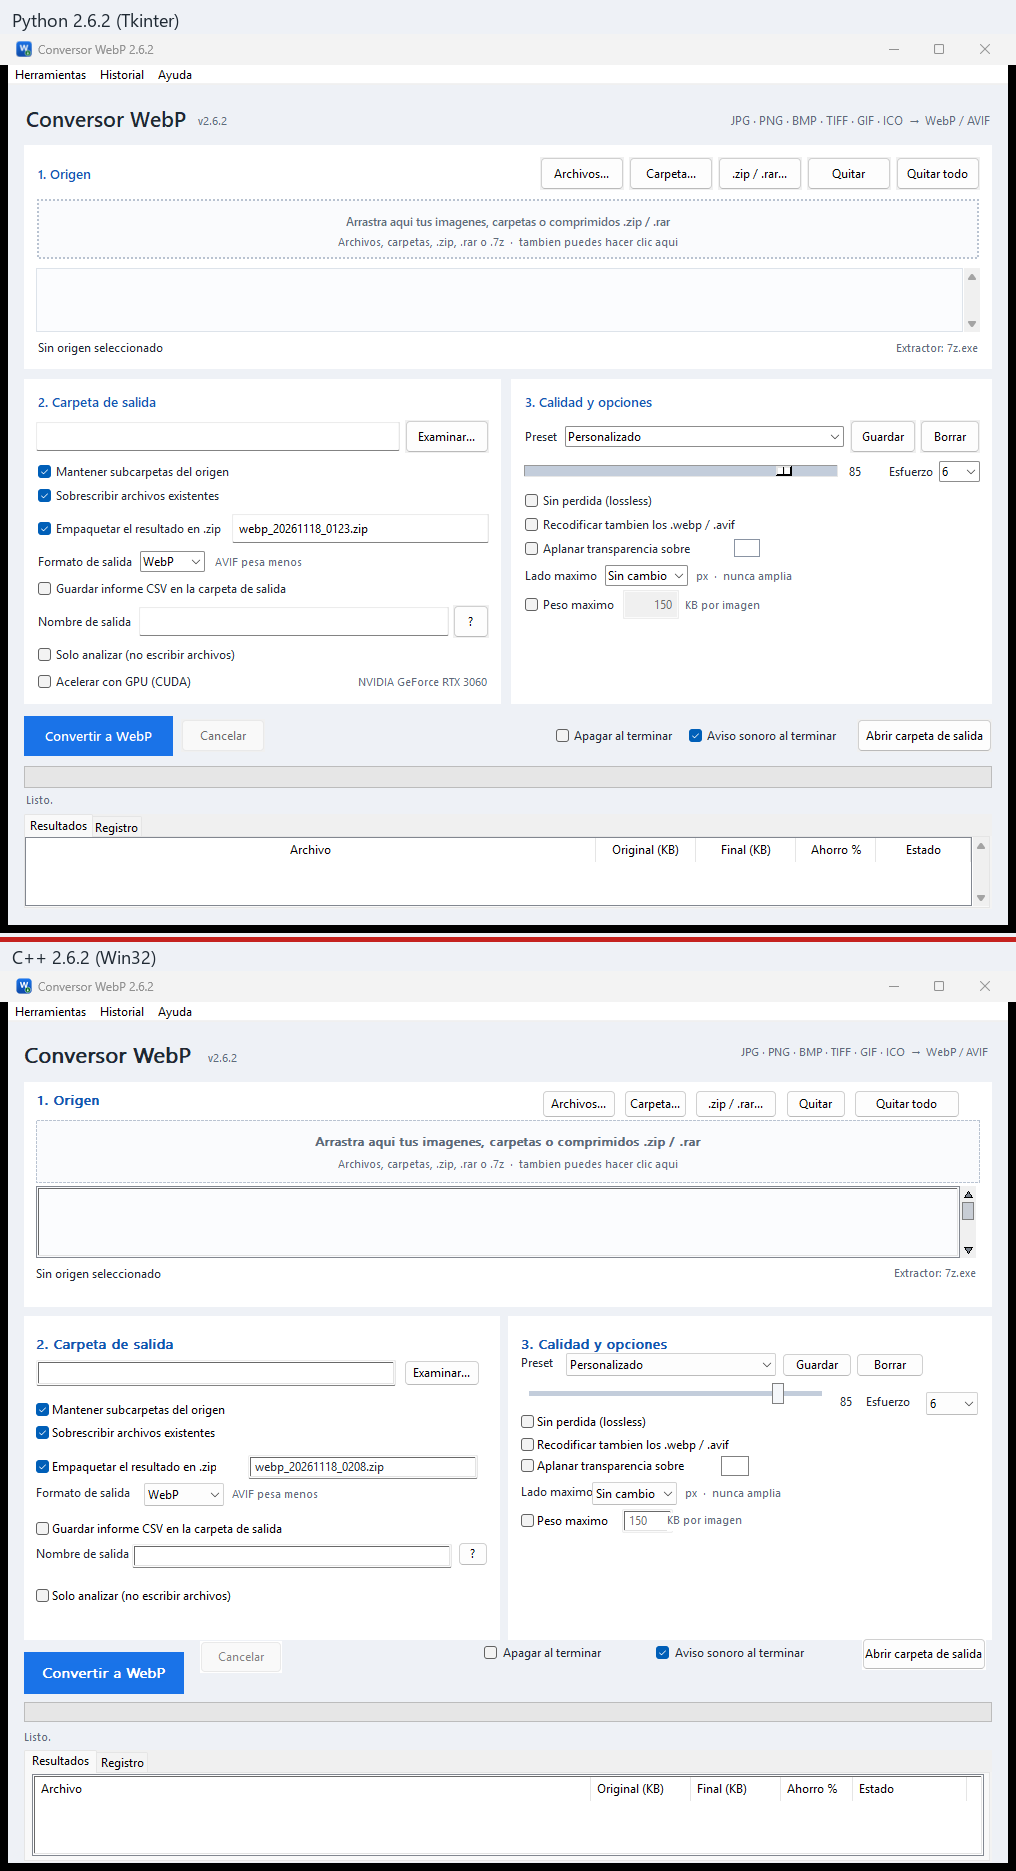 Python 2.6.2 (Tkinter)
Conversor WebP 2.6.2
Herramientas Historial Ayuda
Conversor WebP v2.6.2 JPG · PNG · BMP · TIFF · GIF · ICO → WebP / AVIF
1. Origen Archivos... Carpeta... .zip / .rar... Quitar Quitar todo
Arrastra aqui tus imagenes, carpetas o comprimidos .zip / .rar
Archivos, carpetas, .zip, .rar o .7z · tambien puedes hacer clic aqui
Sin origen seleccionado Extractor: 7z.exe
2. Carpeta de salida
Examinar...
Mantener subcarpetas del origen
Sobrescribir archivos existentes
Empaquetar el resultado en .zip webp_20261118_0123.zip
Formato de salida WebP AVIF pesa menos
Guardar informe CSV en la carpeta de salida
Nombre de salida ?
Solo analizar (no escribir archivos)
Acelerar con GPU (CUDA) NVIDIA GeForce RTX 3060
3. Calidad y opciones
Preset Personalizado Guardar Borrar
85 Esfuerzo 6
Sin perdida (lossless)
Recodificar tambien los .webp / .avif
Aplanar transparencia sobre
Lado maximo Sin cambio px · nunca amplia
Peso maximo 150 KB por imagen
Convertir a WebP Cancelar Apagar al terminar Aviso sonoro al terminar Abrir carpeta de salida
Listo.
Resultados Registro
Archivo Original (KB) Final (KB) Ahorro % Estado
C++ 2.6.2 (Win32)
Conversor WebP 2.6.2
Herramientas Historial Ayuda
Conversor WebP v2.6.2 JPG · PNG · BMP · TIFF · GIF · ICO → WebP / AVIF
1. Origen Archivos... Carpeta... .zip / .rar... Quitar Quitar todo
Arrastra aqui tus imagenes, carpetas o comprimidos .zip / .rar
Archivos, carpetas, .zip, .rar o .7z · tambien puedes hacer clic aqui
Sin origen seleccionado Extractor: 7z.exe
2. Carpeta de salida
Examinar...
Mantener subcarpetas del origen
Sobrescribir archivos existentes
Empaquetar el resultado en .zip webp_20261118_0208.zip
Formato de salida WebP AVIF pesa menos
Guardar informe CSV en la carpeta de salida
Nombre de salida ?
Solo analizar (no escribir archivos)
3. Calidad y opciones
Preset Personalizado Guardar Borrar
85 Esfuerzo 6
Sin perdida (lossless)
Recodificar tambien los .webp / .avif
Aplanar transparencia sobre
Lado maximo Sin cambio px · nunca amplia
Peso maximo 150 KB por imagen
Convertir a WebP Cancelar Apagar al terminar Aviso sonoro al terminar Abrir carpeta de salida
Listo.
Resultados Registro
Archivo Original (KB) Final (KB) Ahorro % Estado